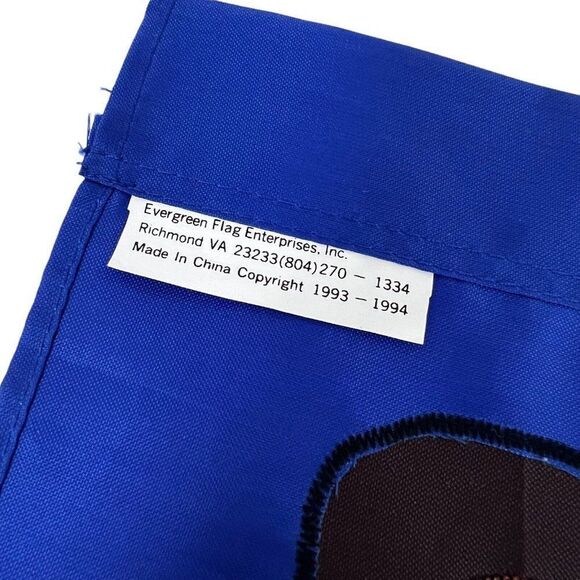 Evergreen Flag Enterprises, Inc.
Richmond VA 23233(804)270 — 1334
Made In China Copyright 1993 — 1994